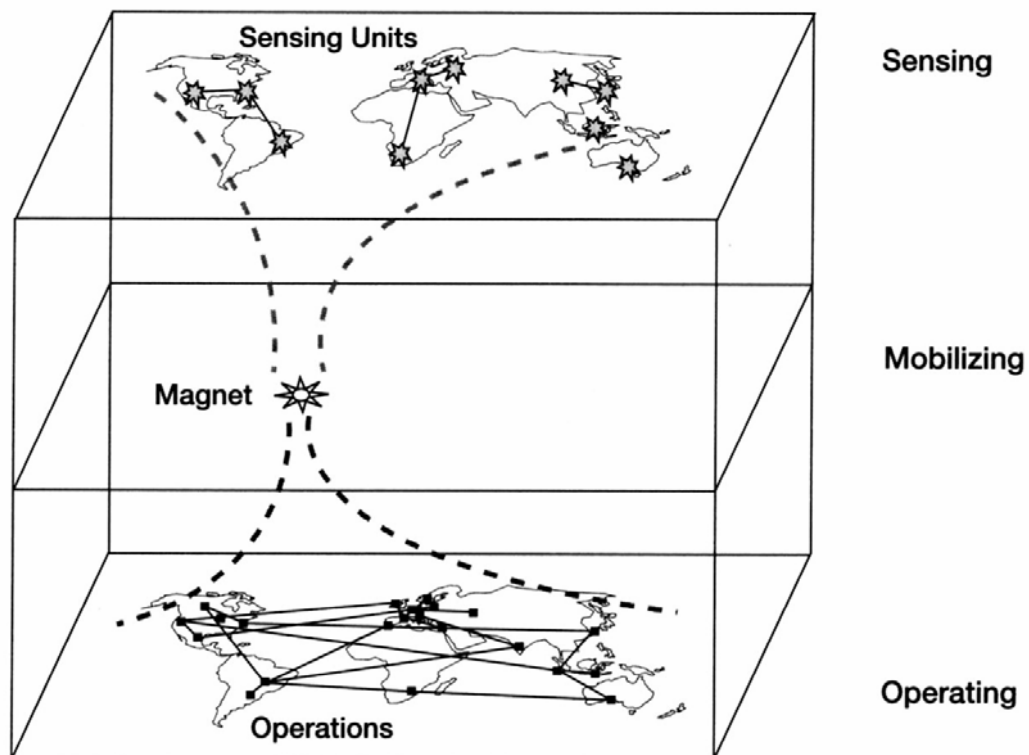 Sensing Units
Sensing
Magnet
Mobilizing
Operations
Operating